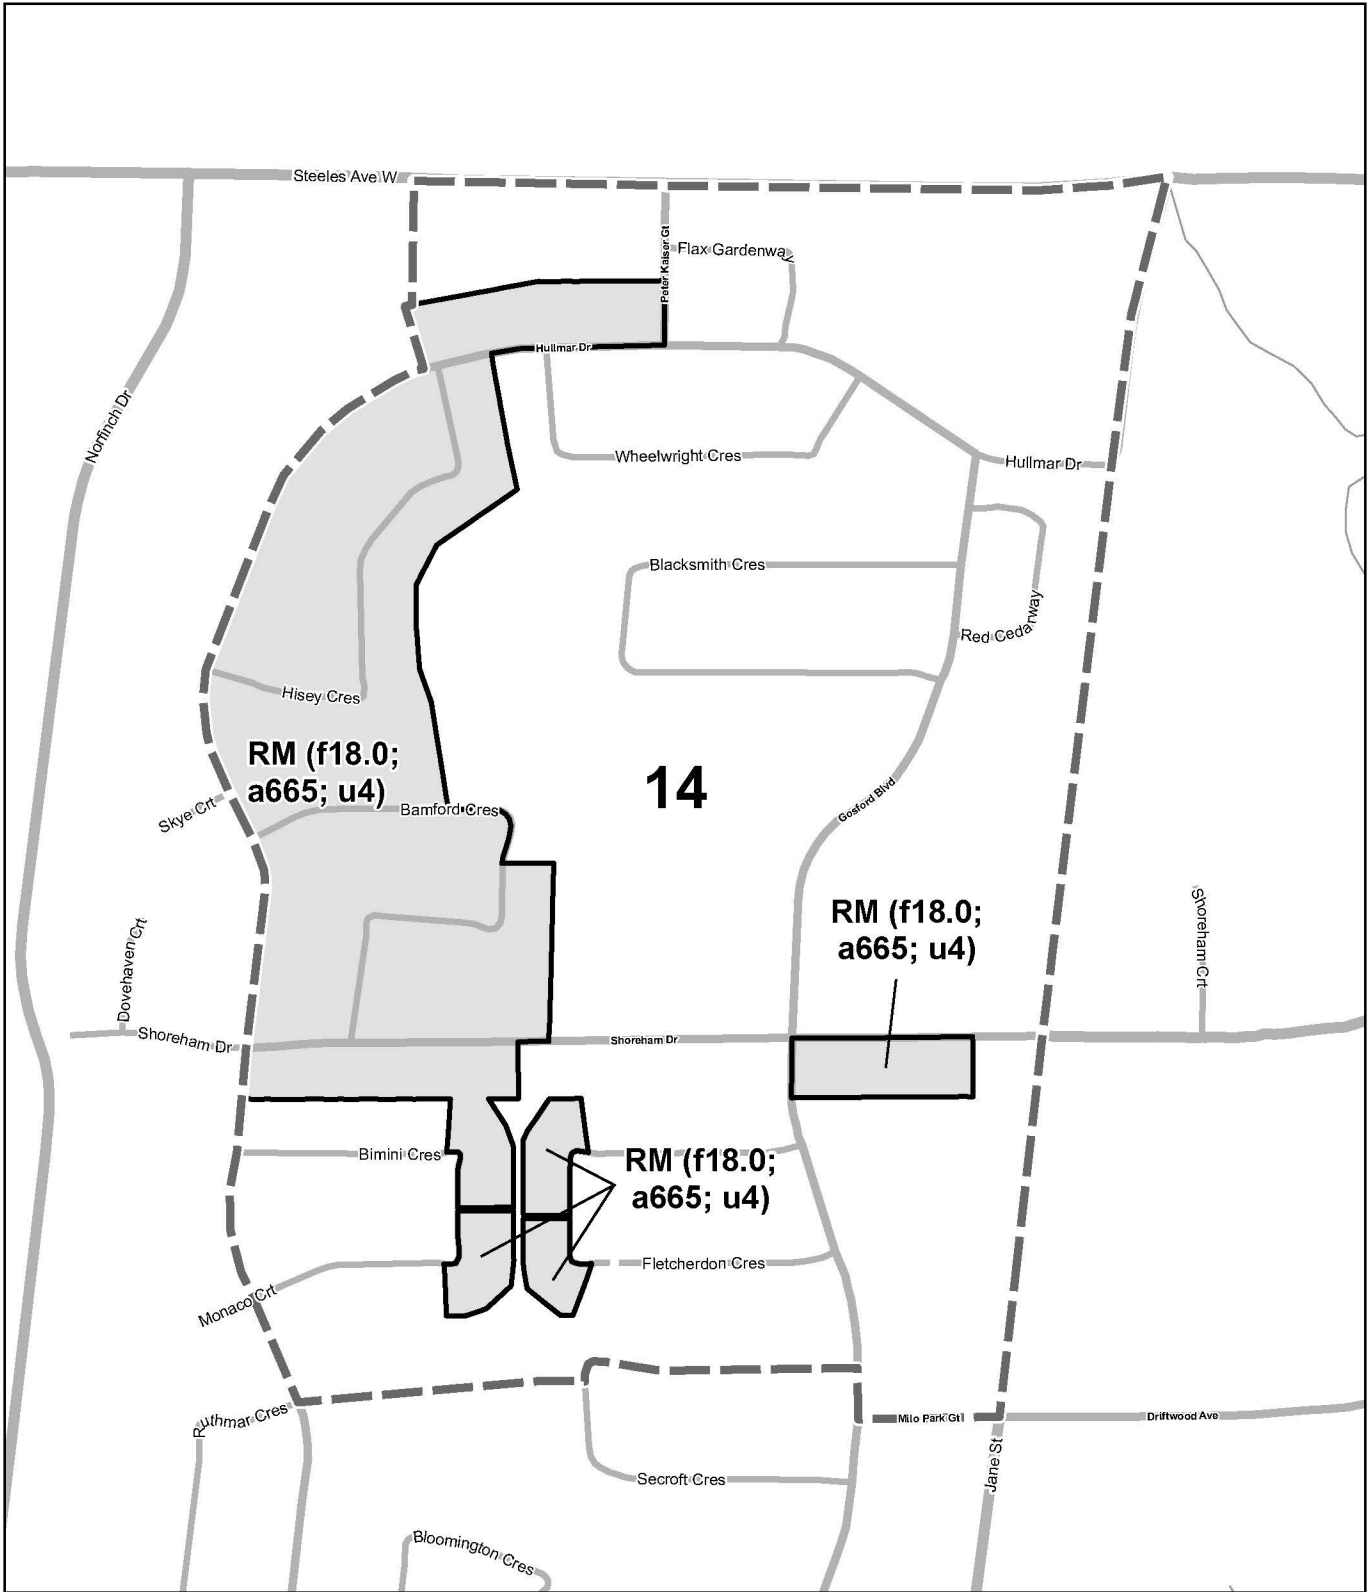 Steeles Ave W
Peter Kaiser Gt
Flax Gardenway
Hullmar Dr
Norfinch Dr
Wheelwright Cres
Hullmar Dr
Blacksmith Cres
Red Cedarway
Hisey Cres
RM (f18.0;
a665; u4)
14
Skye Crt
Bamford Cres
Gosford Blvd
RM (f18.0;
a665; u4)
Shoreham Crt
Dovehaven Crt
Shoreham Dr
Shoreham Dr
Bimini Cres
RM (f18.0;
a665; u4)
Fletcherdon Cres
Monaco Crt
Ruthmar Cres
Milo Park Gt
Driftwood Ave
Jane St
Secroft Cres
Bloomington Cres